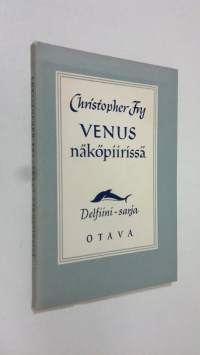 Christopher Fry
VENUS
näköpiirissä
Delfiini-sarja
OTAVA